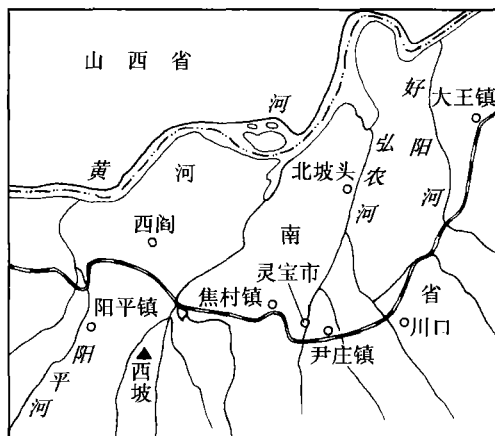 山西省
黄河
河南省
好阳河
大王镇
弘农河
北坡头
西阎
灵宝市
焦村镇
阳平镇
川口
尹庄镇
西坡
阳平河